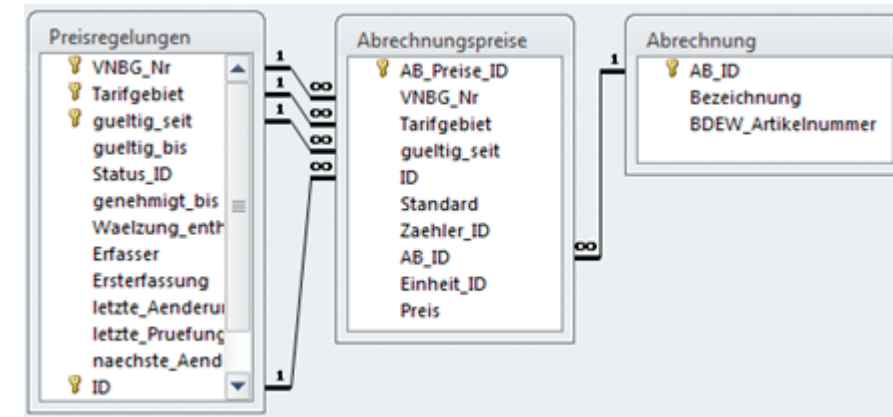 Preisregelungen
VNBG_Nr
Tarifgebiet
gueltig_seit
gueltig_bis
Status_ID
genehmigt_bis
Waelzung_enth
Erfasser
Ersterfassung
letzte_Aenderur
letzte_Pruefung
naechste_Aend
ID
1
1
1
1
∞
∞
∞
∞
Abrechnungspreise
AB_Preise_ID
VNBG_Nr
Tarifgebiet
gueltig_seit
ID
Standard
Zaehler_ID
AB_ID
Einheit_ID
Preis
∞
1
Abrechnung
AB_ID
Bezeichnung
BDEW_Artikelnummer